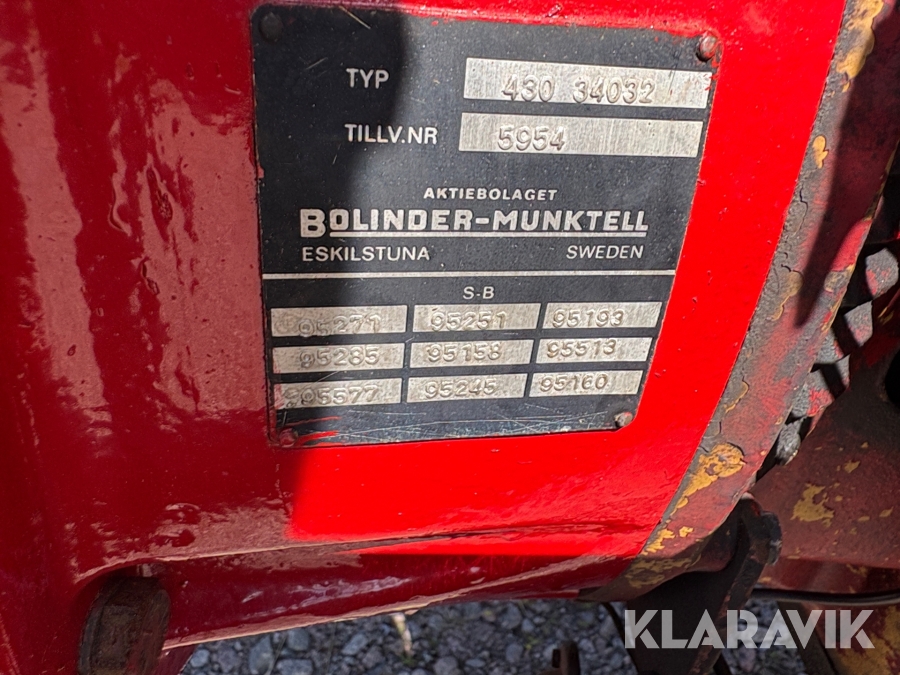 TYP 430 34032
TILLV.NR 5954
AKTIEBOLAGET
BOLINDER-MUNKTELL
ESKILSTUNA SWEDEN
S-B
95271 95251 95193
95285 95158 95513
95577 95245 95160
KLARAVIK